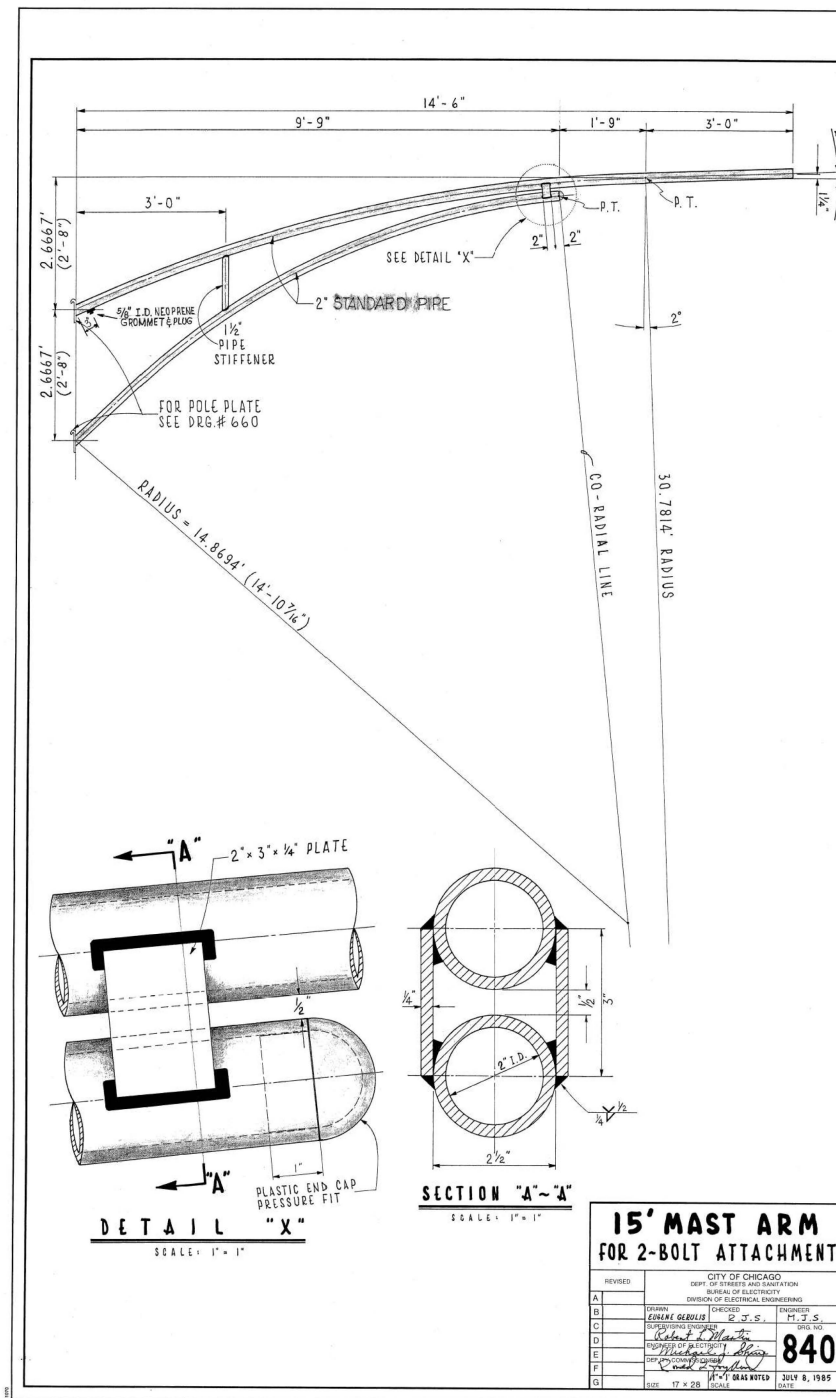 14'-6"
9'-9"
1'-9"
3'-0"
3'-0"
2.6667'
(2'-8")
1¼"
P.T.
P.T.
2"
2"
SEE DETAIL "X"
2" STANDARD PIPE
5/8" I.D. NEOPRENE
GROMMET & PLUG
3"
1½"
PIPE
STIFFENER
2°
2.6667'
(2'-8")
FOR POLE PLATE
SEE DRG.# 660
RADIUS = 14.8694' (14'-10 7/16")
CO-RADIAL LINE
30.7814' RADIUS
"A"
2" x 3" x ¼" PLATE
½"
1"
"A"
PLASTIC END CAP
PRESSURE FIT
DETAIL "X"
SCALE: 1" = 1"
¼"
½"
3"
2" I.D.
¼
½
2½"
SECTION "A"~"A"
SCALE: 1" = 1"
15' MAST ARM
FOR 2-BOLT ATTACHMENT
REVISED
CITY OF CHICAGO
DEPT. OF STREETS AND SANITATION
BUREAU OF ELECTRICITY
DIVISION OF ELECTRICAL ENGINEERING
A
B
C
D
E
F
G
DRAWN
EUGENE GEBULIS
CHECKED
R.J.S.
ENGINEER
M.J.S.
SUPERVISING ENGINEER
Robert L. Martin
DRG. NO.
840
ENGINEER OF ELECTRICITY
DEPUTY COMMISSIONER
SIZE 17 x 28
1"=1' OR AS NOTED
SCALE
JULY 8, 1985
DATE